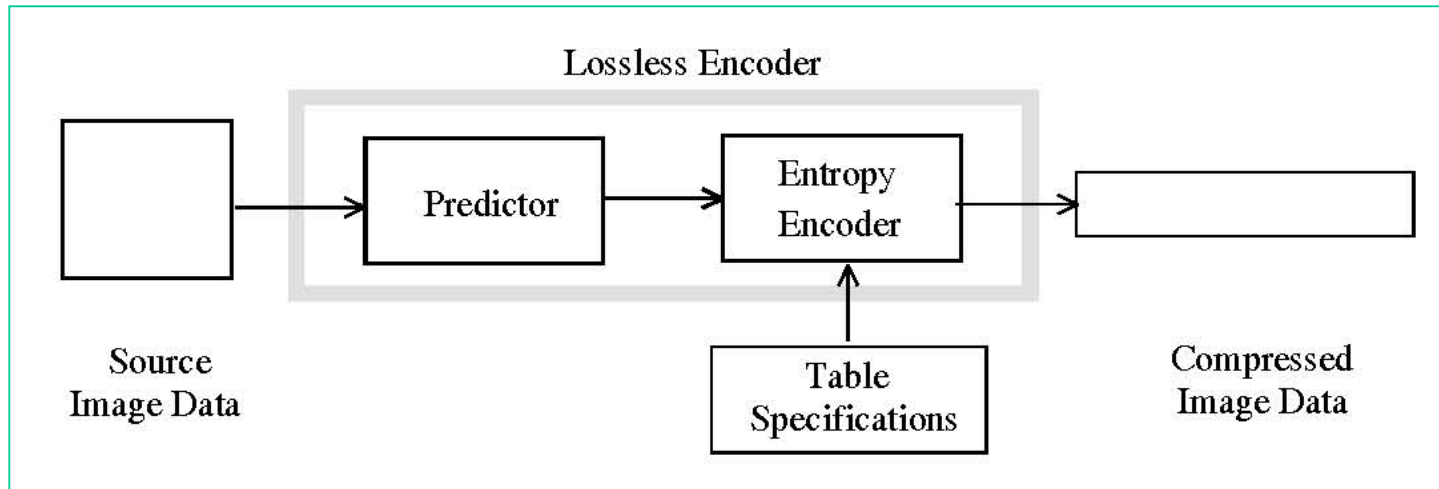 Lossless Encoder
Predictor
Entropy
Encoder
Source
Image Data
Table
Specifications
Compressed
Image Data